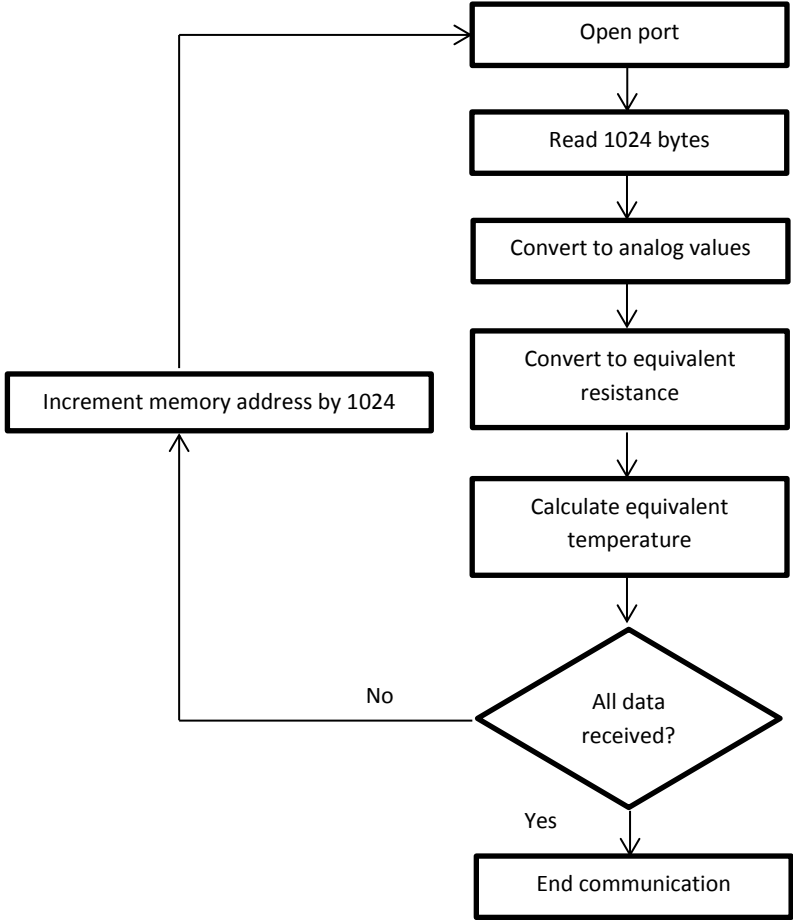 Open port
Read 1024 bytes
Convert to analog values
Convert to equivalent
resistance
Increment memory address by 1024
Calculate equivalent
temperature
No
All data
received?
Yes
End communication